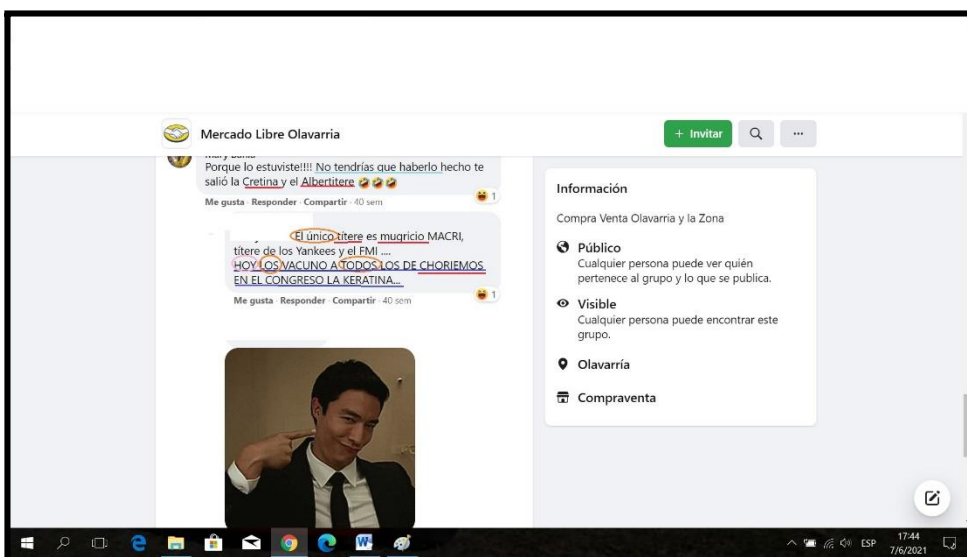 Mercado Libre Olavarria
+ Invitar
Porque lo estuviste!!!! No tendrías que haberlo hecho te
salió la Cretina y el Albertitere 🤣🤣🤣
1
Me gusta · Responder · Compartir · 40 sem
El único títere es mugricio MACRI,
títere de los Yankees y el FMI ....
HOY LOS VACUNO A TODOS LOS DE CHORIEMOS
EN EL CONGRESO LA KERATINA...
1
Me gusta · Responder · Compartir · 40 sem
Información
Compra Venta Olavarria y la Zona
Público
Cualquier persona puede ver quién
pertenece al grupo y lo que se publica.
Visible
Cualquier persona puede encontrar este
grupo.
Olavarría
Compraventa
ESP
17:44
7/6/2021